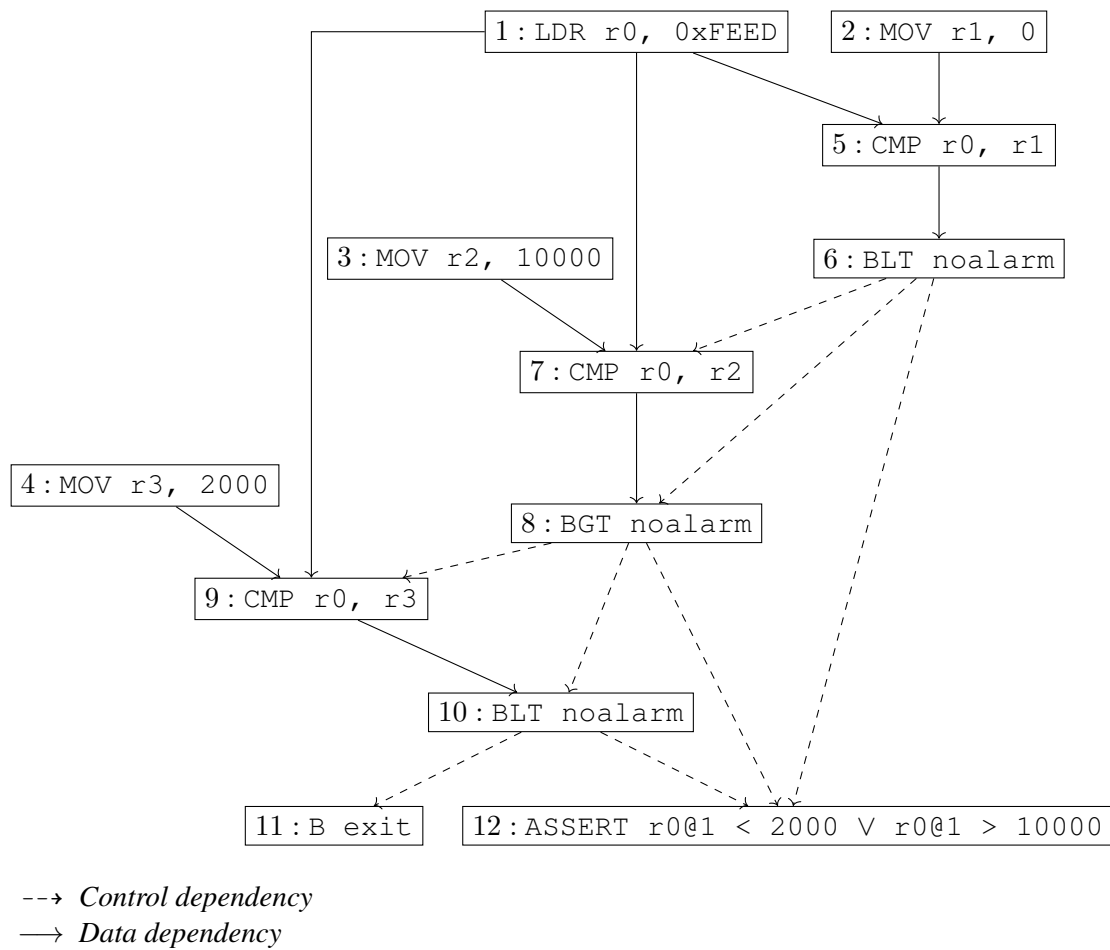 1 : LDR r0, 0xFEED
2 : MOV r1, 0
5 : CMP r0, r1
3 : MOV r2, 10000
6 : BLT noalarm
7 : CMP r0, r2
4 : MOV r3, 2000
8 : BGT noalarm
9 : CMP r0, r3
10 : BLT noalarm
11 : B exit
12 : ASSERT r0@1 < 2000 ∨ r0@1 > 10000
Control dependency
Data dependency